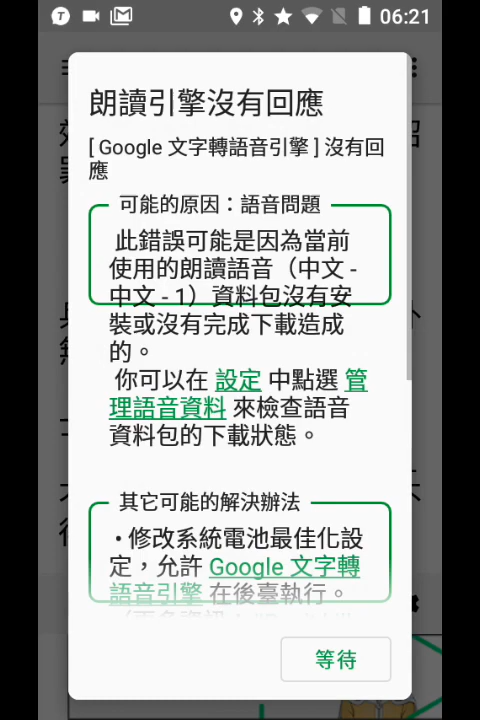 06:21
朗讀引擎沒有回應
[ Google 文字轉語音引擎 ] 沒有回
應
可能的原因：語音問題
此錯誤可能是因為當前
使用的朗讀語音（中文 -
中文 - 1）資料包沒有安
裝或沒有完成下載造成
的。
你可以在 設定 中點選 管
理語音資料 來檢查語音
資料包的下載狀態。
其它可能的解決辦法
• 修改系統電池最佳化設
定，允許 Google 文字轉
語音引擎 在後臺執行。
等待